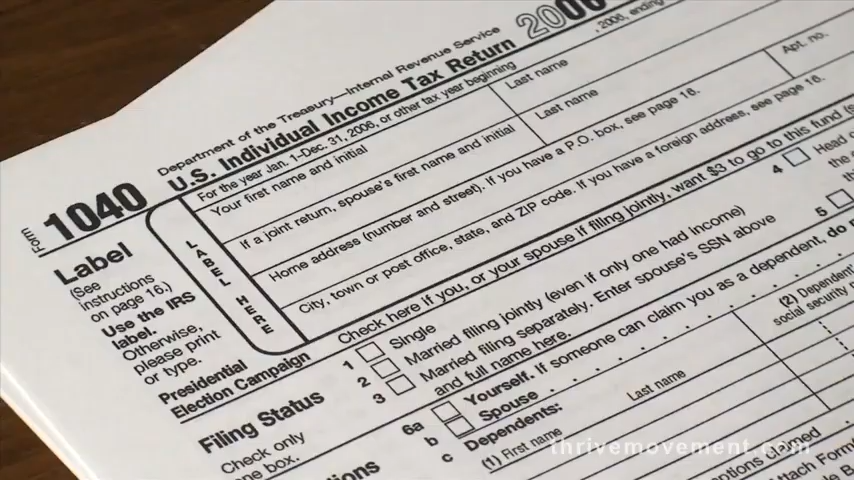 Form 1040
Department of the Treasury—Internal Revenue Service
U.S. Individual Income Tax Return 2006
For the year Jan. 1–Dec. 31, 2006, or other tax year beginning , 2006, ending
Your first name and initial Last name
If a joint return, spouse's first name and initial Last name
Home address (number and street). If you have a P.O. box, see page 16. Apt. no.
City, town or post office, state, and ZIP code. If you have a foreign address, see page 16.
Label
(See
instructions
on page 16.)
Use the IRS
label.
Otherwise,
please print
or type.
LABEL HERE
Presidential
Election Campaign
Check here if you, or your spouse if filing jointly, want $3 to go to this fund
Filing Status
Check only
one box.
1 Single
2 Married filing jointly (even if only one had income)
3 Married filing separately. Enter spouse's SSN above
and full name here.
4 Head
the
5
6a Yourself. If someone can claim you as a dependent, do
b Spouse
c Dependents:
(1) First name Last name
(2) Dependent
social security
thrivemovement.com